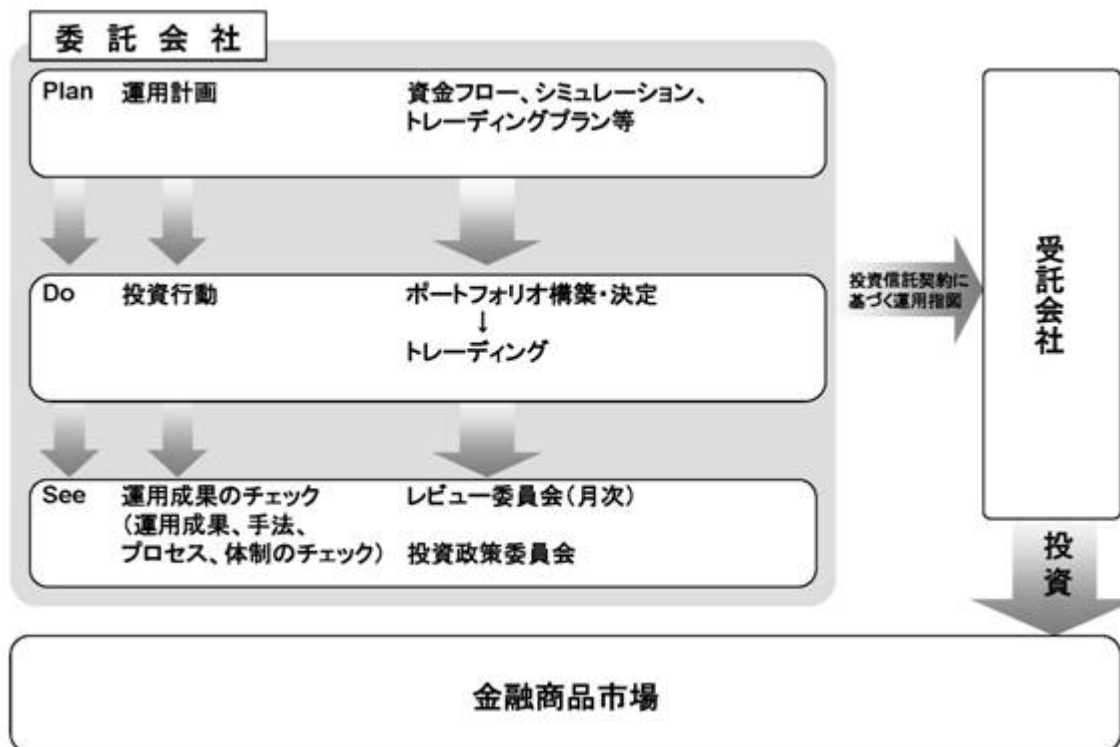 委託会社
Plan 運用計画 資金フロー、シミュレーション、
トレーディングプラン等
Do 投資行動 ポートフォリオ構築・決定
↓
トレーディング
See 運用成果のチェック レビュー委員会(月次)
(運用成果、手法、
プロセス、体制のチェック) 投資政策委員会
投資信託契約に
基づく運用指図
受託会社
投資
金融商品市場